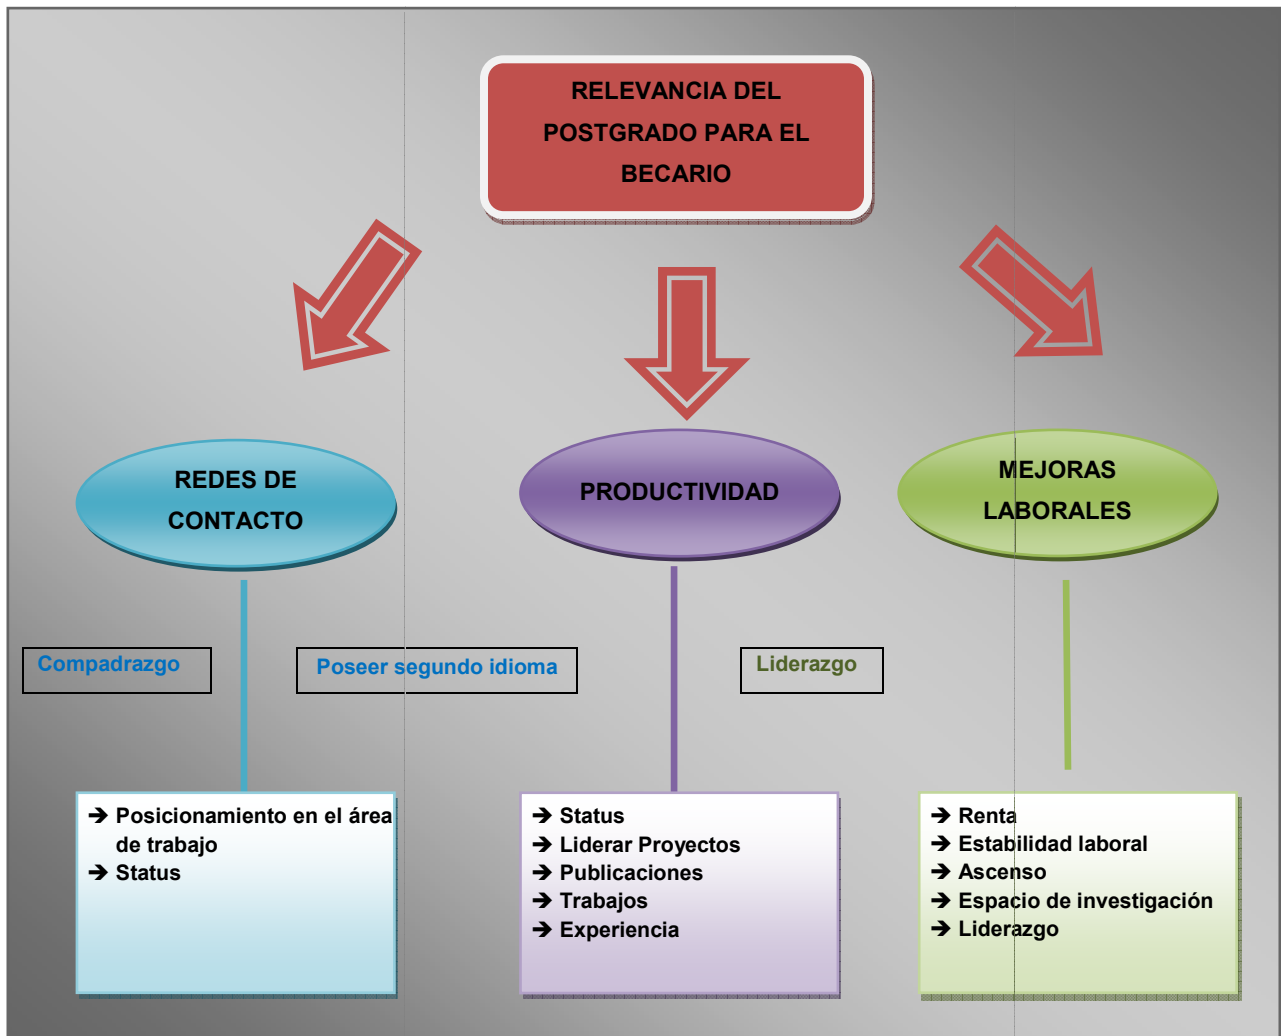 RELEVANCIA DEL
POSTGRADO PARA EL
BECARIO
REDES DE
CONTACTO
PRODUCTIVIDAD
MEJORAS
LABORALES
Compadrazgo
Poseer segundo idioma
Liderazgo
➔ Posicionamiento en el área
de trabajo
➔ Status
➔ Status
➔ Liderar Proyectos
➔ Publicaciones
➔ Trabajos
➔ Experiencia
➔ Renta
➔ Estabilidad laboral
➔ Ascenso
➔ Espacio de investigación
➔ Liderazgo